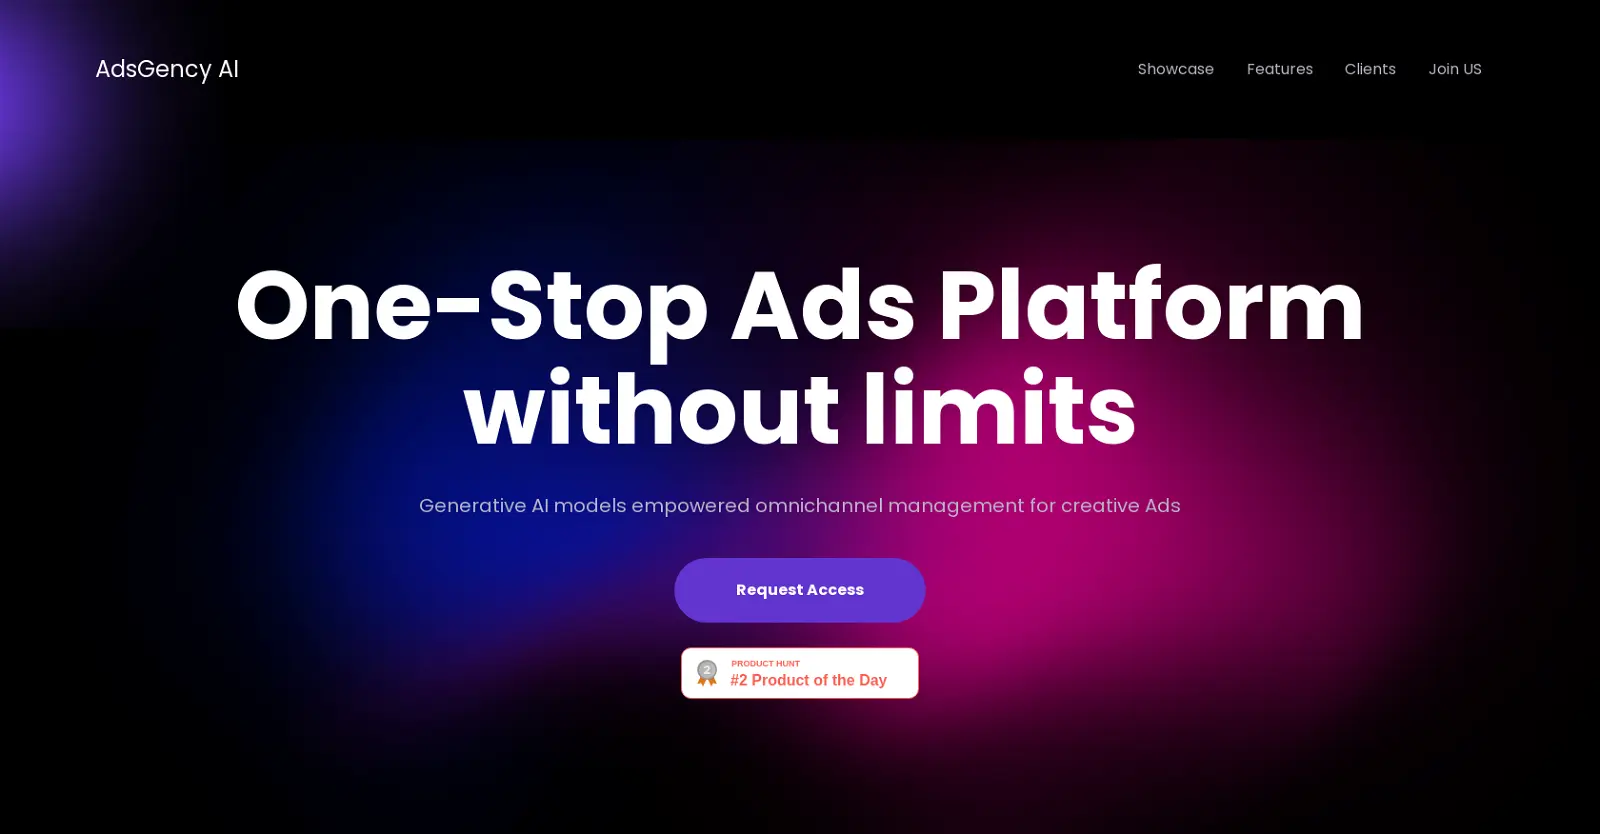 AdsGency AI
Showcase
Features
Clients
Join US
One-Stop Ads Platform
without limits
Generative AI models empowered omnichannel management for creative Ads
Request Access
2
PRODUCT HUNT
#2 Product of the Day